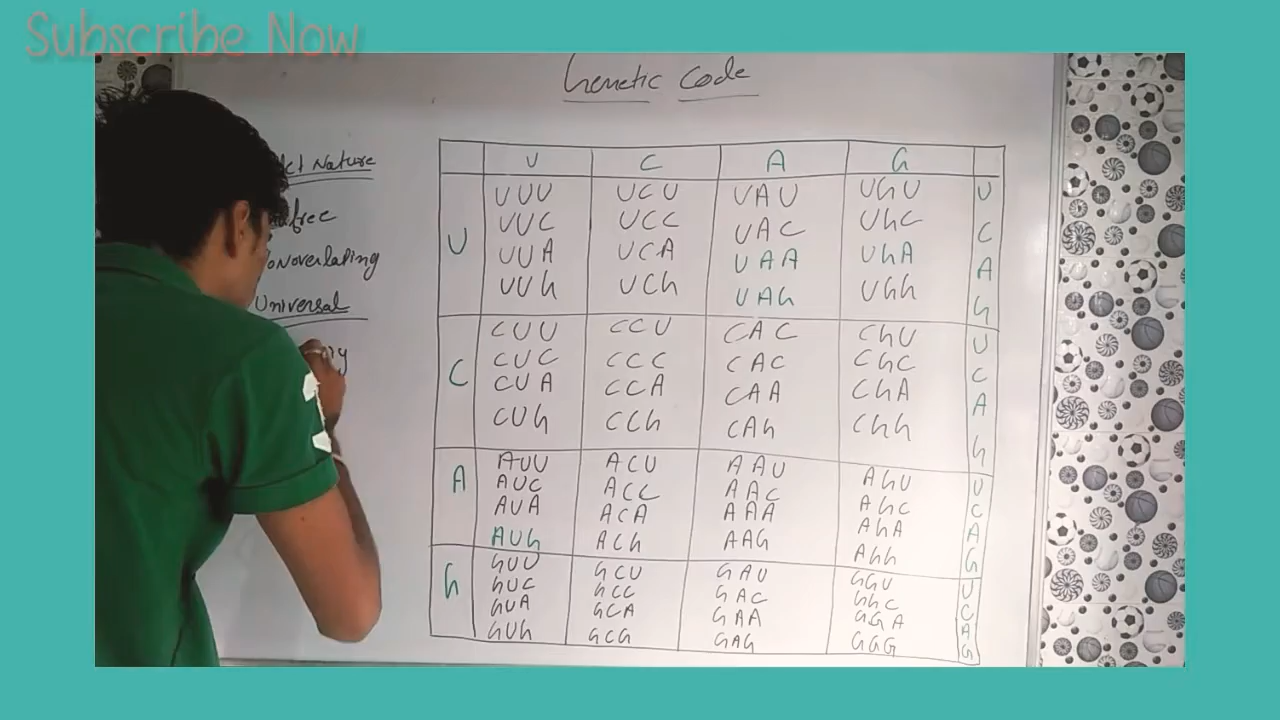 Subscribe Now
Genetic Code
Nature
free
Nonoverlating
Universal
U C A G
U
UUU UCU UAU UGU U
UUC UCC UAC UGC C
UUA UCA UAA UGA A
UUG UCG UAG UGG G
C
CUU CCU CAC CGU U
CUC CCC CAC CGC C
CUA CCA CAA CGA A
CUG CCG CAG CGG G
A
AUU ACU AAU AGU U
AUC ACC AAC AGC C
AUA ACA AAA AGA A
AUG ACG AAG AGG G
G
GUU GCU GAU GGU U
GUC GCC GAC GGC C
GUA GCA GAA GGA A
GUG GCG GAG GGG G